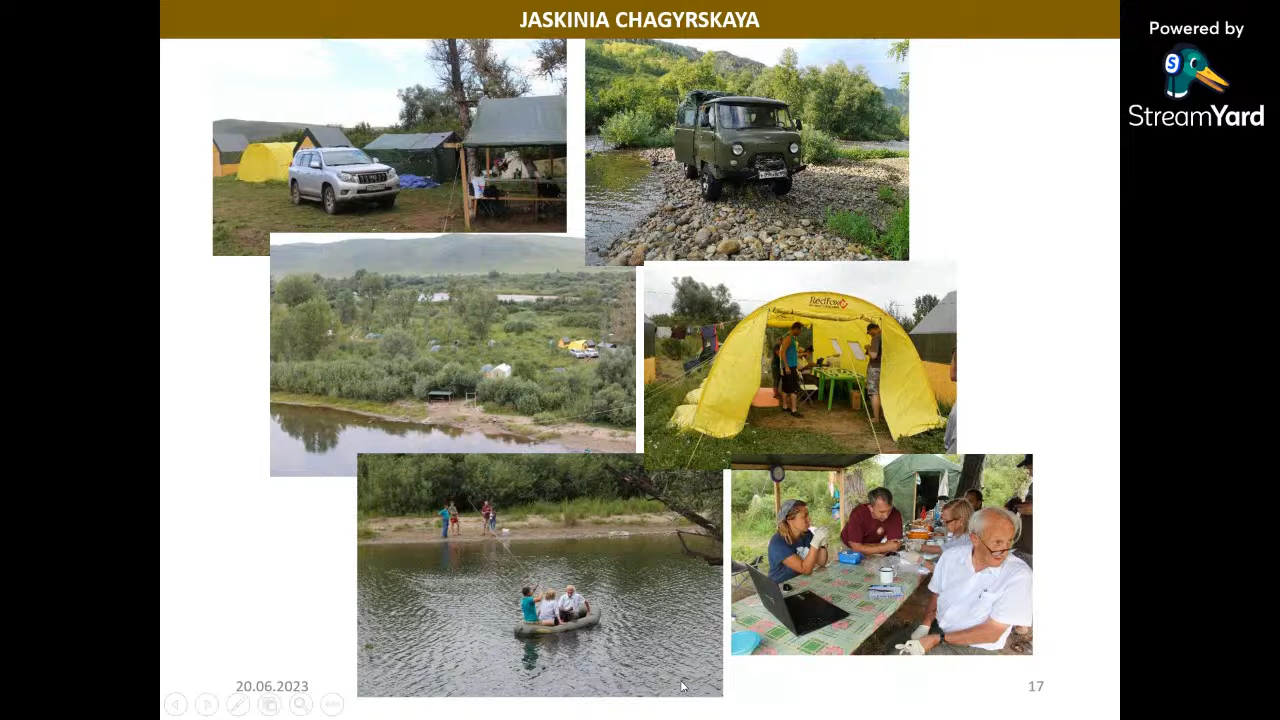 JASKINIA CHAGYRSKAYA
Powered by
StreamYard
RedFox
20.06.2023
17